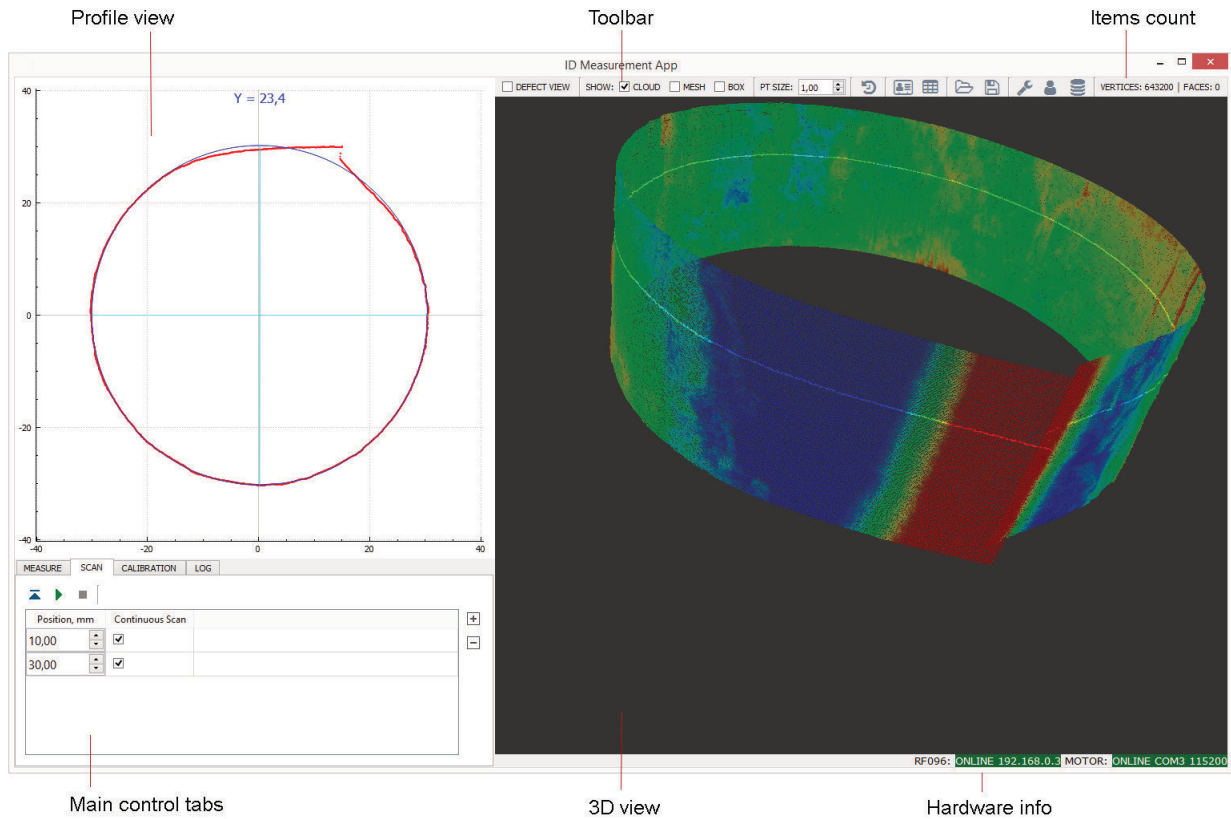 Profile view
Toolbar
Items count
ID Measurement App
DEFECT VIEW SHOW: CLOUD MESH BOX PT SIZE: 1,00 VERTICES: 643200 | FACES: 0
Y = 23,4
40
20
0
-20
-40
-40 -20 0 20 40
MEASURE SCAN CALIBRATION LOG
Position, mm Continuous Scan
10,00
30,00
RF096: ONLINE 192.168.0.3 MOTOR: ONLINE COM3 115200
Main control tabs
3D view
Hardware info